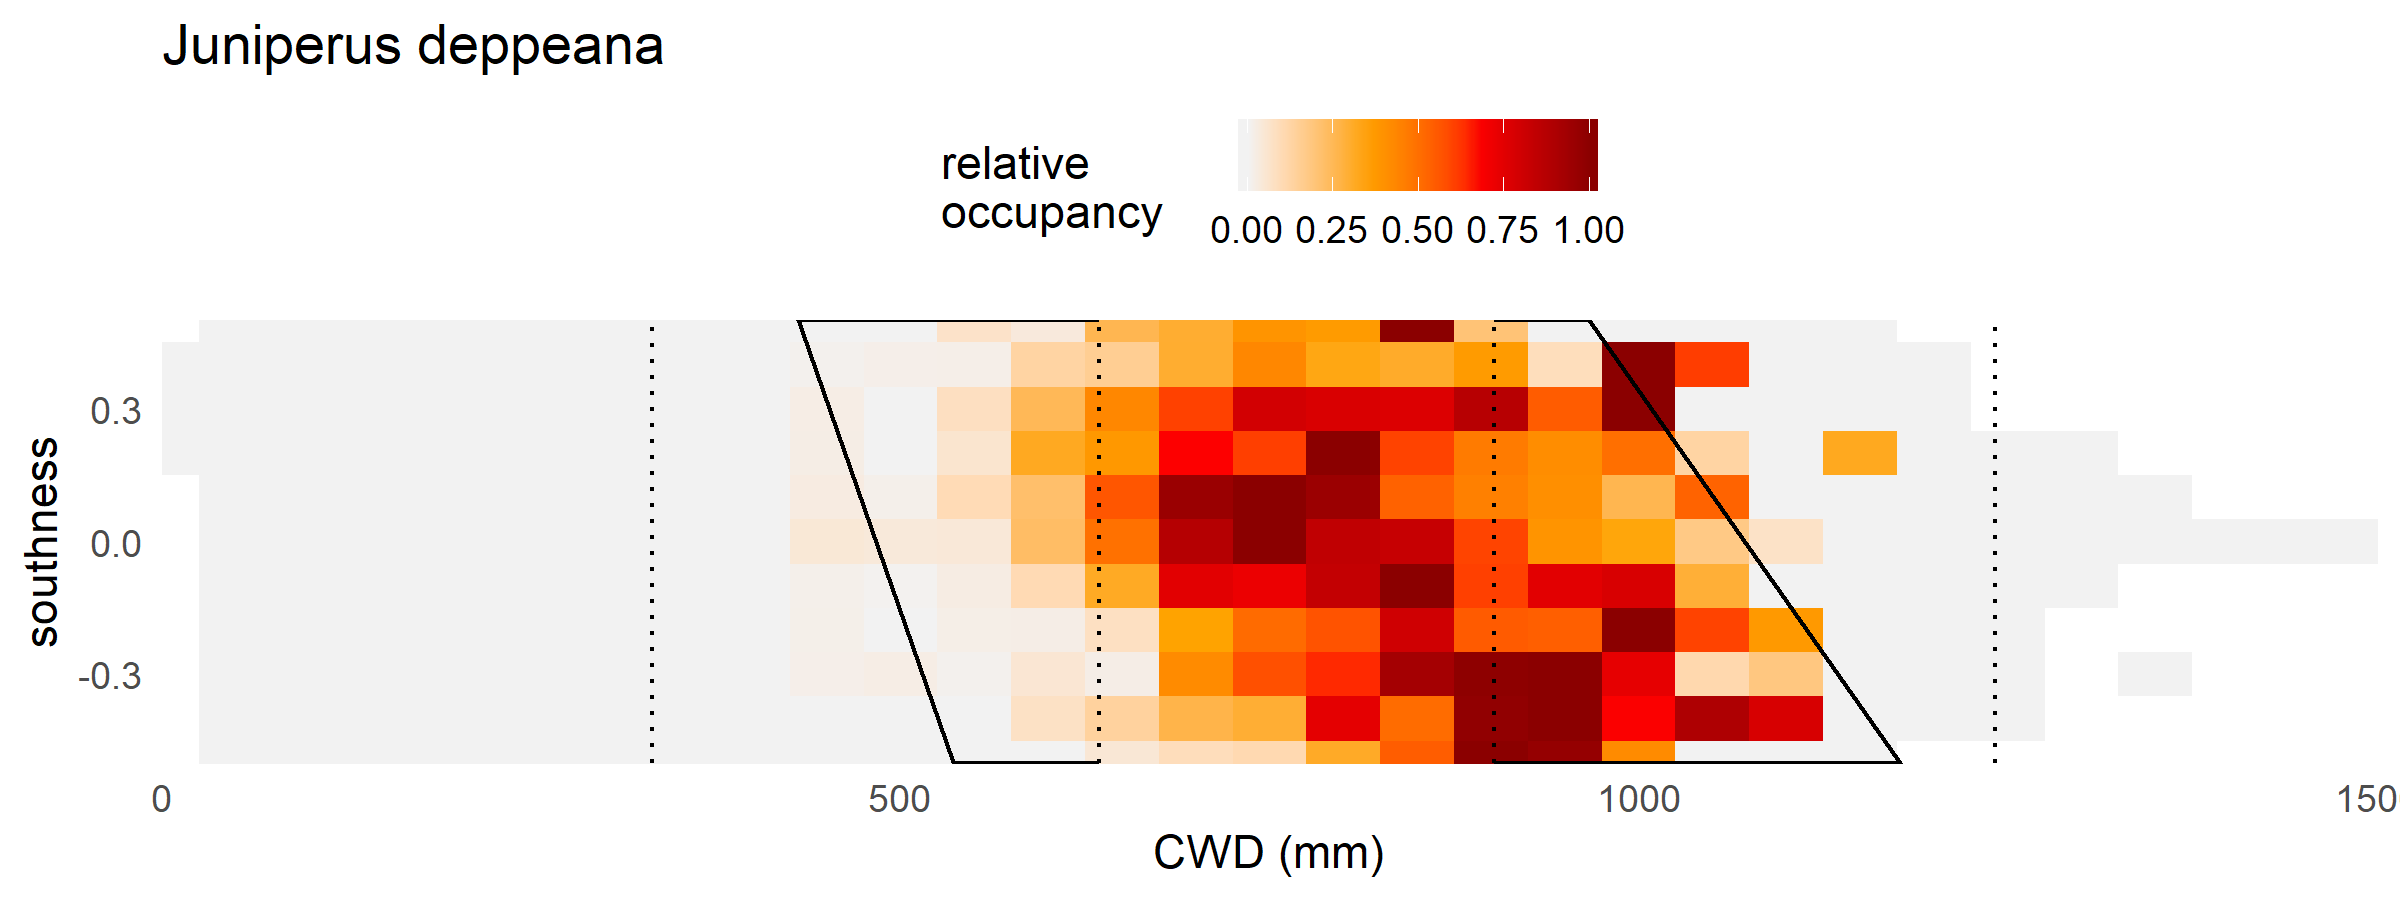 Juniperus deppeana
relative
occupancy
0.00 0.25 0.50 0.75 1.00
0.3
0.0
-0.3
southness
0 500 1000 150
CWD (mm)